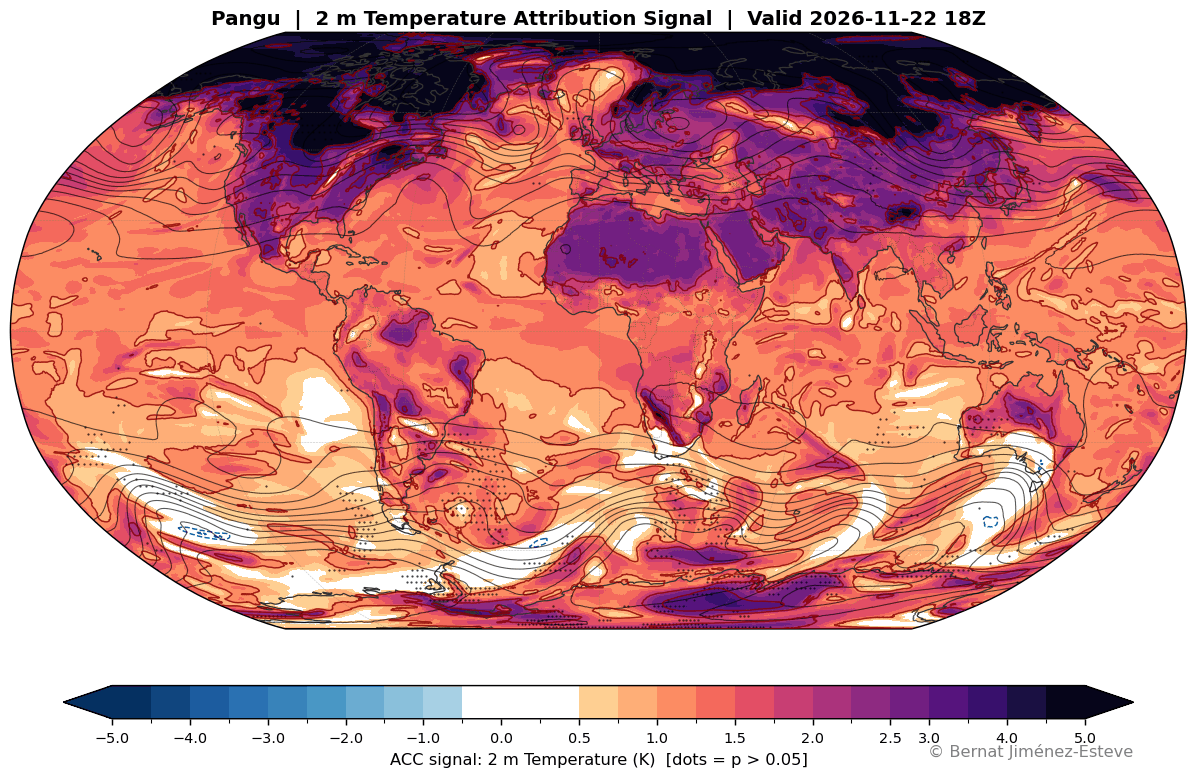 Pangu | 2 m Temperature Attribution Signal | Valid 2026-11-22 18Z
−5.0 −4.0 −3.0 −2.0 −1.0 0.0 0.5 1.0 1.5 2.0 2.5 3.0 4.0 5.0
© Bernat Jiménez-Esteve
ACC signal: 2 m Temperature (K) [dots = p > 0.05]